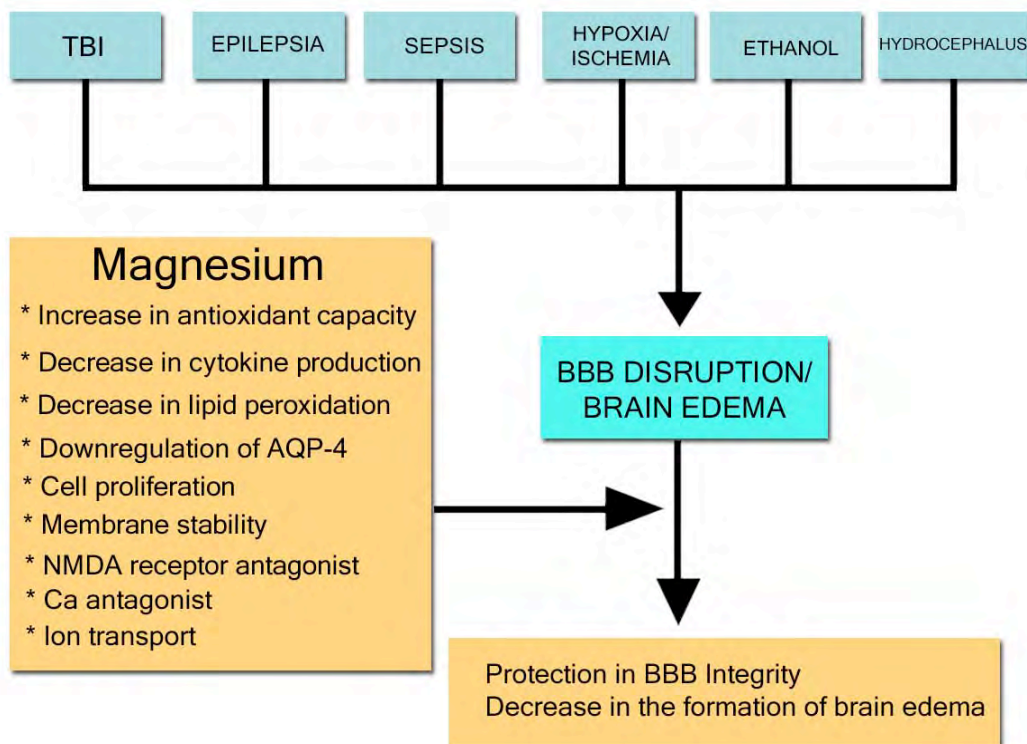 TBI
EPILEPSIA
SEPSIS
HYPOXIA/
ISCHEMIA
ETHANOL
HYDROCEPHALUS
Magnesium
* Increase in antioxidant capacity
* Decrease in cytokine production
* Decrease in lipid peroxidation
* Downregulation of AQP-4
* Cell proliferation
* Membrane stability
* NMDA receptor antagonist
* Ca antagonist
* Ion transport
BBB DISRUPTION/
BRAIN EDEMA
Protection in BBB Integrity
Decrease in the formation of brain edema